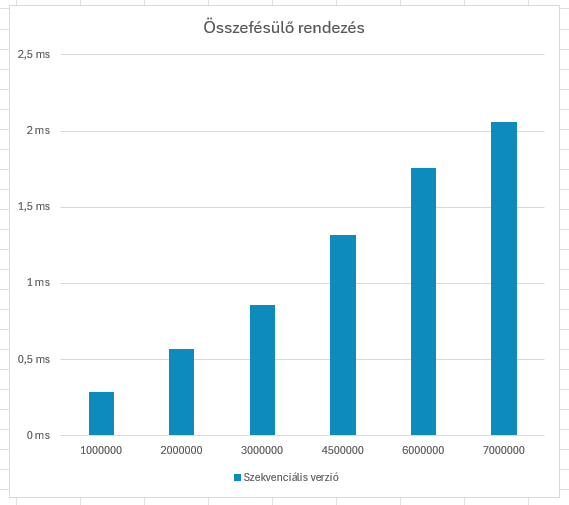 Összefésülő rendezés
2,5 ms
2 ms
1,5 ms
1 ms
0,5 ms
0 ms
1000000 2000000 3000000 4500000 6000000 7000000
Szekvenciális verzió